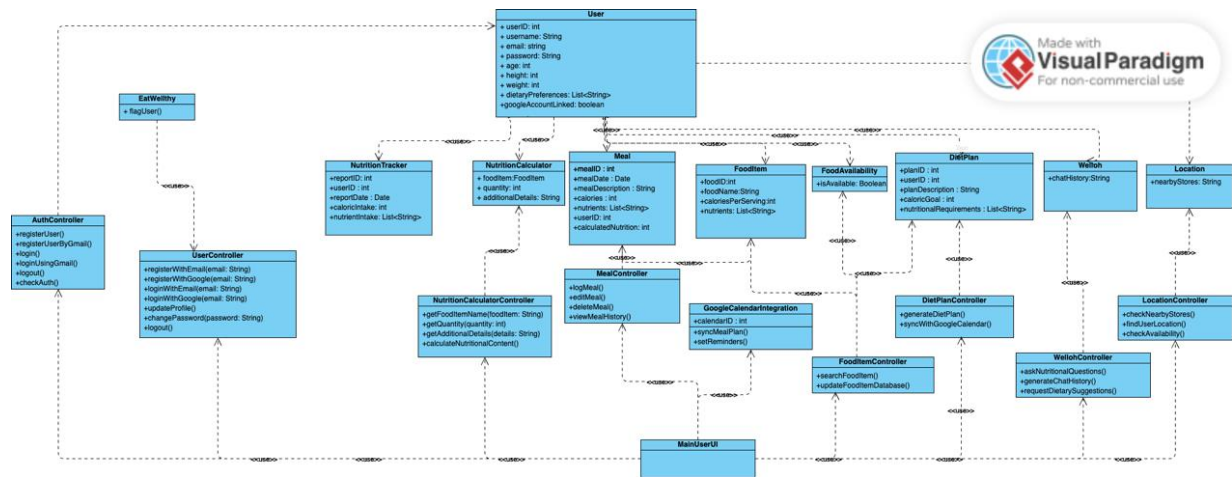 User
+ userID: int
+ username: String
+ email: string
+ password: String
+ age: int
+ height: int
+ weight: int
+ dietaryPreferences: List<String>
+googleAccountLinked: boolean
Made with
VisualParadigm
For non-commercial use
EatWellthy
+ flagUser()
NutritionTracker
+reportID: int
+userID : int
+reportDate : Date
+caloricIntake: int
+nutrientIntake: List<String>
NutritionCalculator
+ foodItem:FoodItem
+ quantity: int
+ additionalDetails: String
Meal
+mealID : int
+mealDate : Date
+mealDescription : String
+calories : int
+nutrients: List<String>
+userID: int
+calculatedNutrition: int
FoodItem
+foodID:int
+foodName:String
+caloriesPerServing:int
+nutrients: List<String>
FoodAvailability
+isAvailable: Boolean
DietPlan
+planID : int
+userID : int
+planDescription : String
+caloricGoal : int
+nutritionalRequirements : List<String>
Welloh
+chatHistory:String
Location
+nearbyStores: String
AuthController
+registerUser()
+registerUserByGmail()
+login()
+loginUsingGmail()
+logout()
+checkAuth()
UserController
+registerWithEmail(email: String)
+registerWithGoogle(email: String)
+loginWithEmail(email: String)
+loginWithGoogle(email: String)
+updateProfile()
+changePassword(password: String)
+logout()
NutritionCalculatorController
+getFoodItemName(foodItem: String)
+getQuantity(quantity: int)
+getAdditionalDetails(details: String)
+calculateNutritionalContent()
MealController
+logMeal()
+editMeal()
+deleteMeal()
+viewMealHistory()
GoogleCalendarIntegration
+calendarID : int
+syncMealPlan()
+setReminders()
FoodItemController
+searchFoodItem()
+updateFoodItemDatabase()
DietPlanController
+generateDietPlan()
+syncWithGoogleCalendar()
WellohController
+askNutritionalQuestions()
+generateChatHistory()
+requestDietarySuggestions()
LocationController
+checkNearbyStores()
+findUserLocation()
+checkAvailability()
MainUserUI